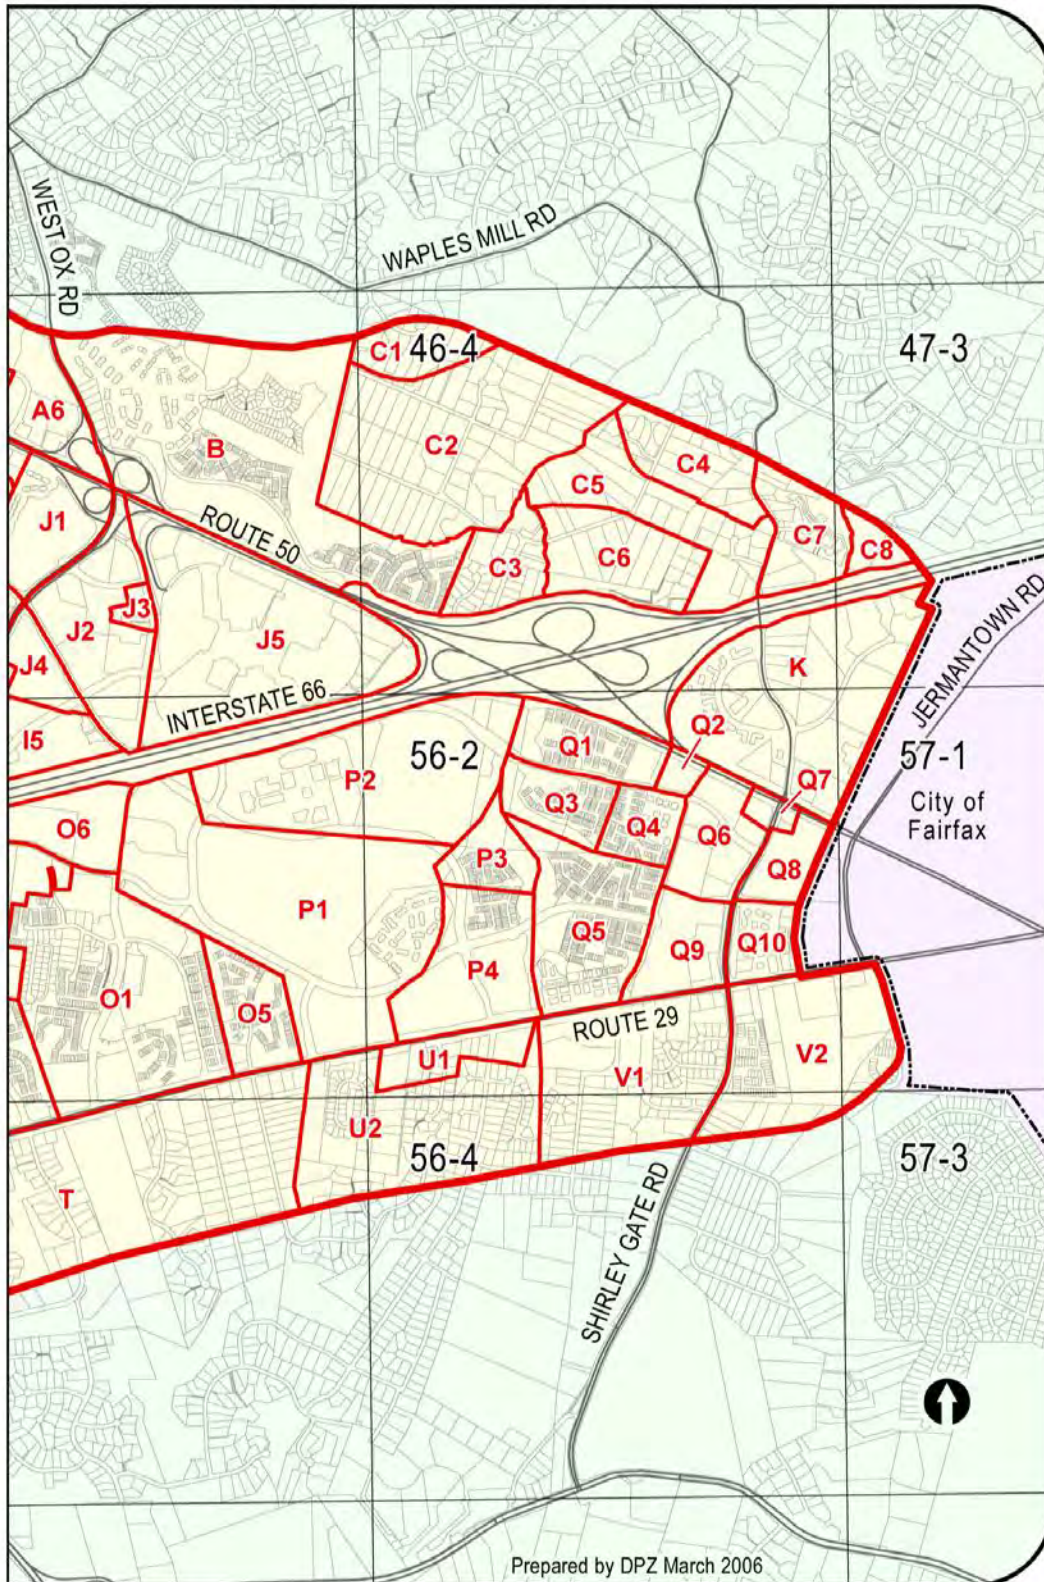 WEST OX RD
WAPLES MILL RD
C1
46-4
47-3
A6
B
C2
C4
C5
C7
C8
J1
ROUTE 50
C3
C6
J3
J2
J5
J4
K
JERMANTOWN RD
INTERSTATE 66
I5
Q2
P2
56-2
Q1
57-1
Q7
City of
Fairfax
O6
Q3
Q4
Q6
P3
Q8
P1
Q5
Q9
Q10
P4
O1
O5
ROUTE 29
U1
V1
V2
U2
56-4
57-3
T
SHIRLEY GATE RD
Prepared by DPZ March 2006